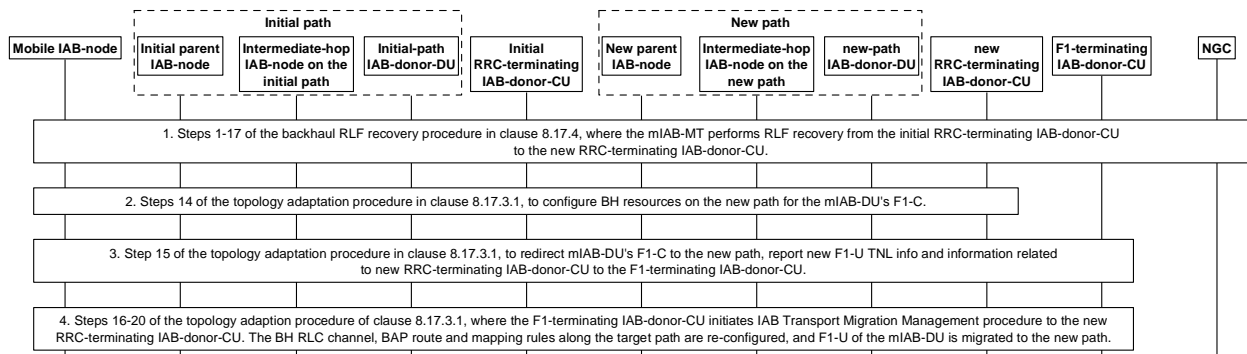 Initial path
New path
Mobile IAB-node
Initial parent
IAB-node
Intermediate-hop
IAB-node on the
initial path
Initial-path
IAB-donor-DU
Initial
RRC-terminating
IAB-donor-CU
New parent
IAB-node
Intermediate-hop
IAB-node on the
new path
new-path
IAB-donor-DU
new
RRC-terminating
IAB-donor-CU
F1-terminating
IAB-donor-CU
NGC
1. Steps 1-17 of the backhaul RLF recovery procedure in clause 8.17.4, where the mIAB-MT performs RLF recovery from the initial RRC-terminating IAB-donor-CU
to the new RRC-terminating IAB-donor-CU.
2. Steps 14 of the topology adaptation procedure in clause 8.17.3.1, to configure BH resources on the new path for the mIAB-DU's F1-C.
3. Step 15 of the topology adaptation procedure in clause 8.17.3.1, to redirect mIAB-DU's F1-C to the new path, report new F1-U TNL info and information related
to new RRC-terminating IAB-donor-CU to the F1-terminating IAB-donor-CU.
4. Steps 16-20 of the topology adaption procedure of clause 8.17.3.1, where the F1-terminating IAB-donor-CU initiates IAB Transport Migration Management procedure to the new
RRC-terminating IAB-donor-CU. The BH RLC channel, BAP route and mapping rules along the target path are re-configured, and F1-U of the mIAB-DU is migrated to the new path.